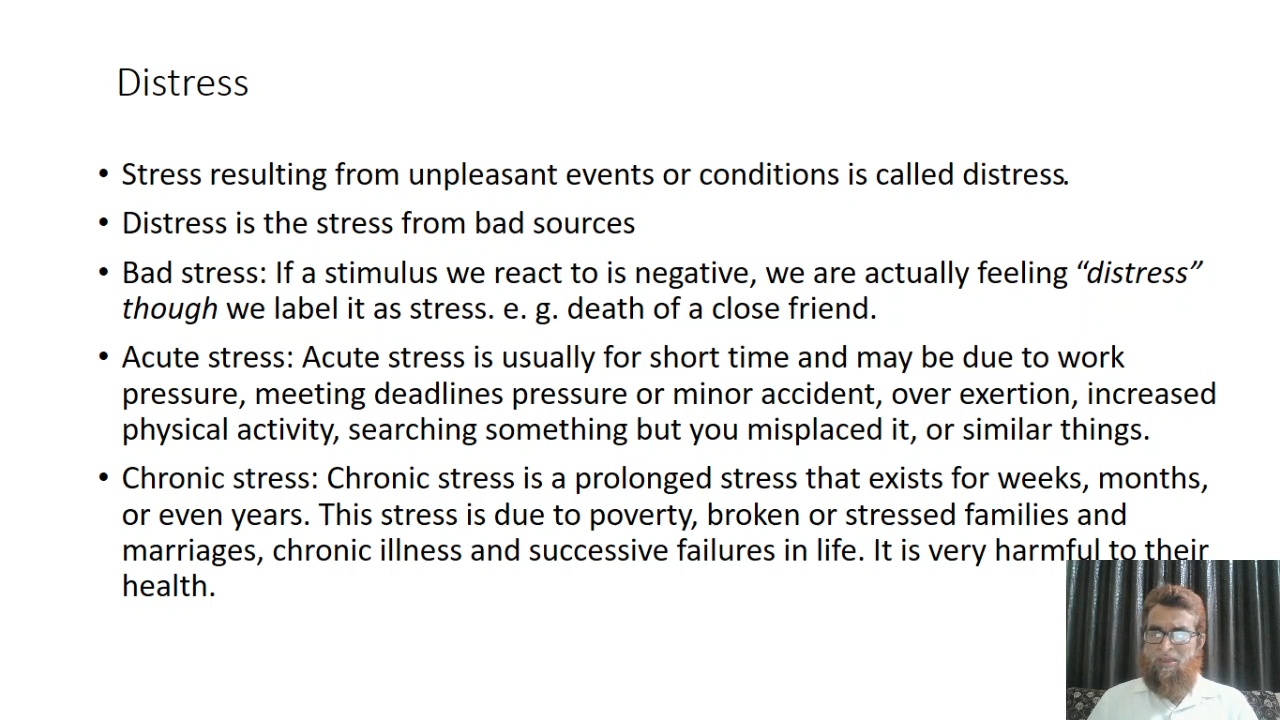 Distress
• Stress resulting from unpleasant events or conditions is called distress.
• Distress is the stress from bad sources
• Bad stress: If a stimulus we react to is negative, we are actually feeling “distress”
though we label it as stress. e. g. death of a close friend.
• Acute stress: Acute stress is usually for short time and may be due to work
pressure, meeting deadlines pressure or minor accident, over exertion, increased
physical activity, searching something but you misplaced it, or similar things.
• Chronic stress: Chronic stress is a prolonged stress that exists for weeks, months,
or even years. This stress is due to poverty, broken or stressed families and
marriages, chronic illness and successive failures in life. It is very harmful to their
health.